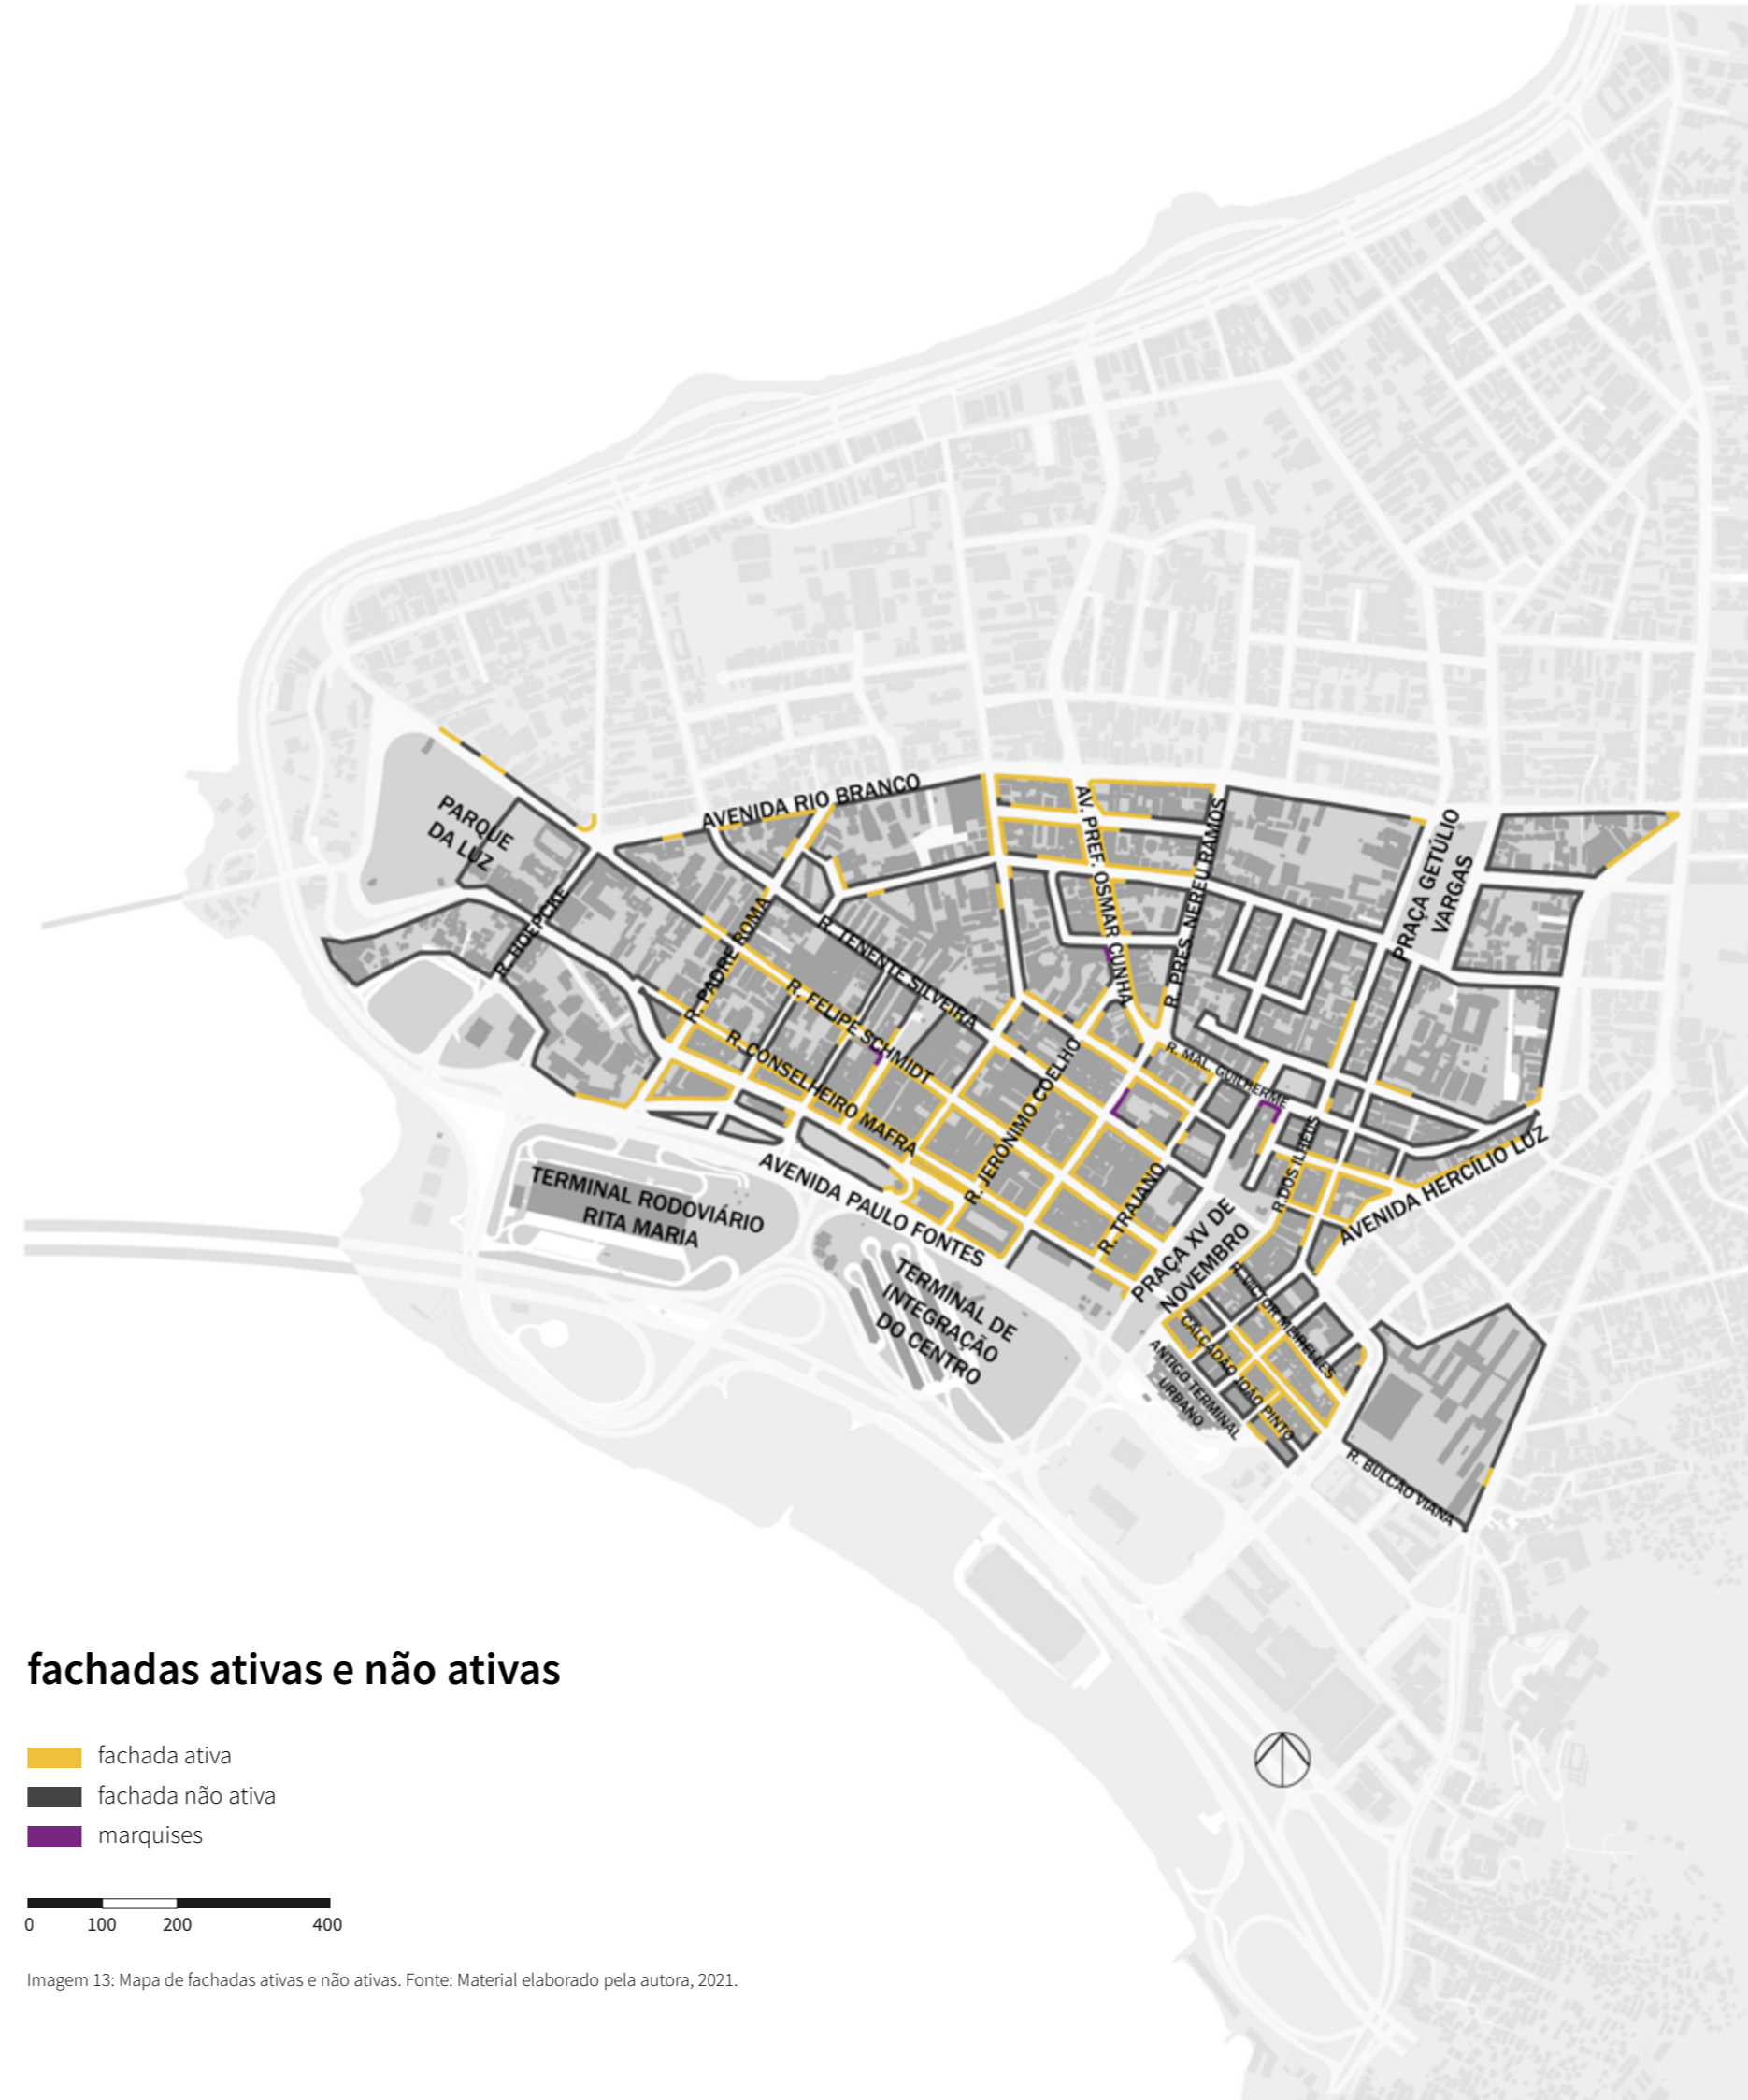 AVENIDA RIO BRANCO
PARQUE
DA LUZ
AV. PREF. OSMAR CUNHA
R. PRES. NEREU RAMOS
PRAÇA GETÚLIO
VARGAS
R. HOEPCKE
R. PADRE ROMA
R. TENENTE SILVEIRA
R. FELIPE SCHMIDT
R. CONSELHEIRO MAFRA
R. JERÔNIMO COELHO
R. MAL. GUILHERME
R.DOS ILHÉUS
R. TRAJANO
AVENIDA HERCÍLIO LUZ
AVENIDA PAULO FONTES
TERMINAL RODOVIÁRIO
RITA MARIA
PRAÇA XV DE
NOVEMBRO
R. VICTOR MEIRELLES
TERMINAL DE
INTEGRAÇÃO
DO CENTRO
CALÇADÃO JOÃO PINTO
ANTIGO TERMINAL
URBANO
R. BULCÃO VIANA
fachadas ativas e não ativas
fachada ativa
fachada não ativa
marquises
0 100 200 400
Imagem 13: Mapa de fachadas ativas e não ativas. Fonte: Material elaborado pela autora, 2021.